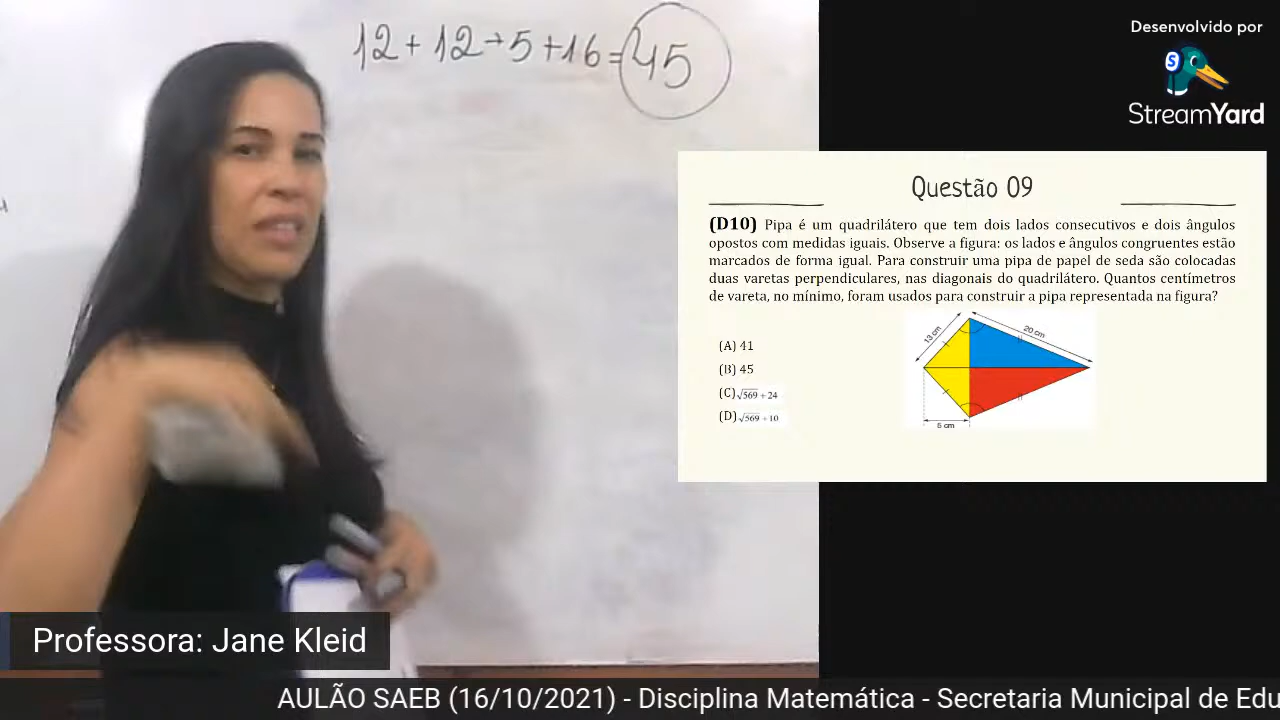 12 + 12 + 5 + 16 = 45
Desenvolvido por
S
StreamYard
Questão 09
(D10) Pipa é um quadrilátero que tem dois lados consecutivos e dois ângulos
opostos com medidas iguais. Observe a figura: os lados e ângulos congruentes estão
marcados de forma igual. Para construir uma pipa de papel de seda são colocadas
duas varetas perpendiculares, nas diagonais do quadrilátero. Quantos centímetros
de vareta, no mínimo, foram usados para construir a pipa representada na figura?
(A) 41
(B) 45
(C) √569 + 24
(D) √569 + 10
13 cm
20 cm
5 cm
Professora: Jane Kleid
AULÃO SAEB (16/10/2021) - Disciplina Matemática - Secretaria Municipal de Edu